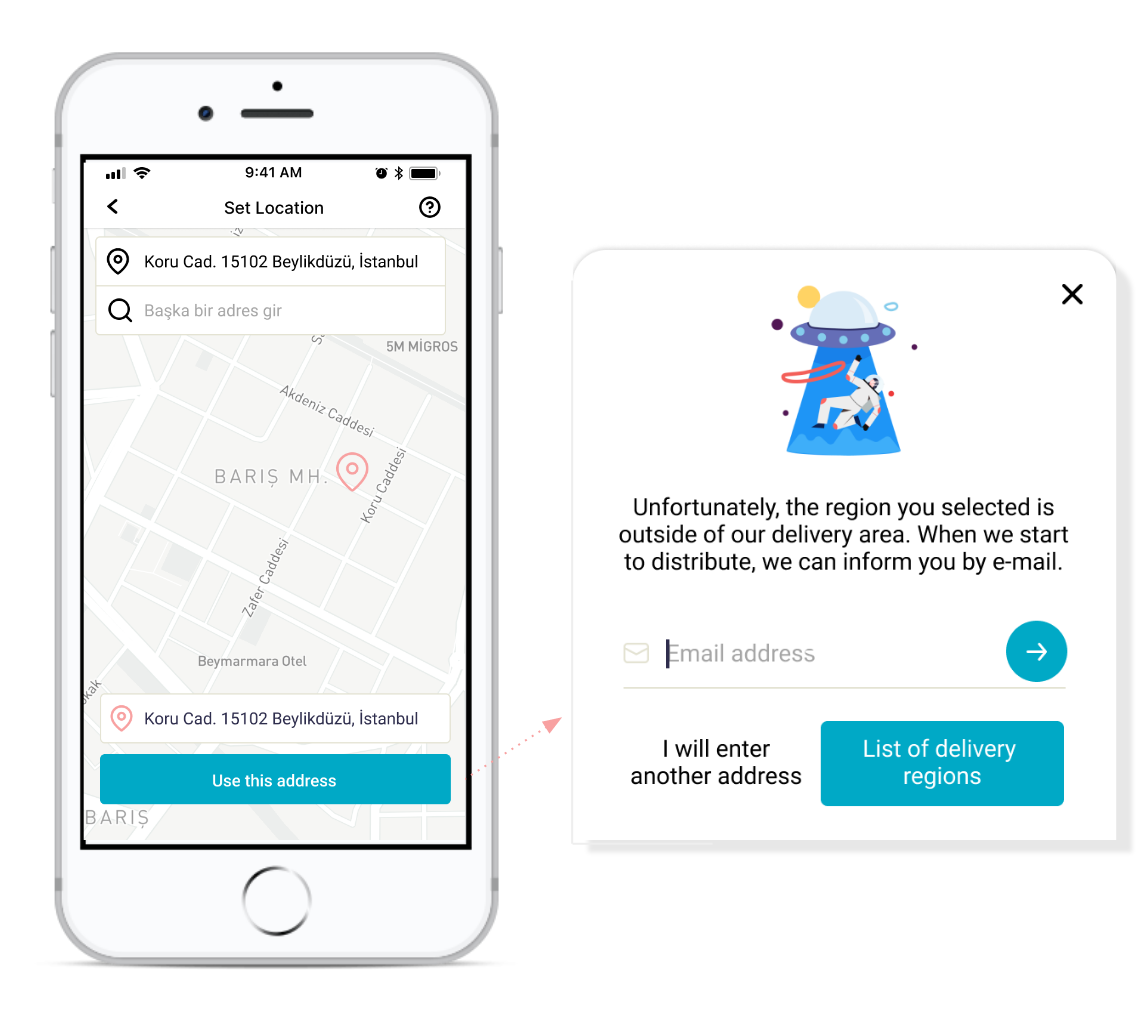 9:41 AM
Set Location
Koru Cad. 15102 Beylikdüzü, İstanbul
Başka bir adres gir
5M MİGROS
Akdeniz Caddesi
BARIŞ MH.
Koru Caddesi
Zafer Caddesi
Beymarmara Otel
okak
Koru Cad. 15102 Beylikdüzü, İstanbul
Use this address
BARIŞ
Unfortunately, the region you selected is
outside of our delivery area. When we start
to distribute, we can inform you by e-mail.
Email address
I will enter
another address
List of delivery
regions